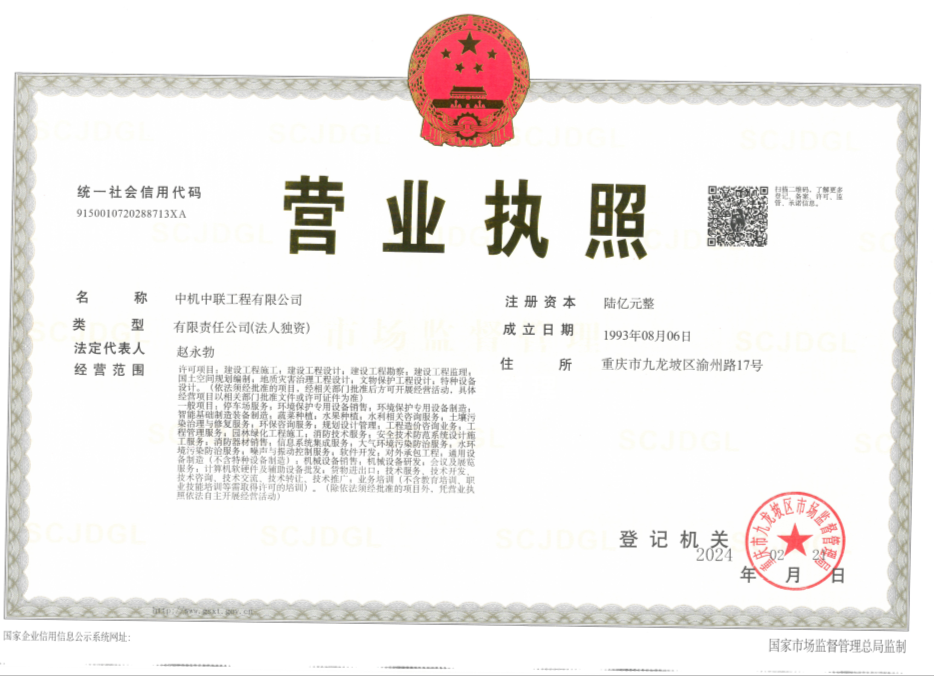 营业执照
统一社会信用代码
9150010720288713XA
扫描二维码，了解更多
登记、备案、许可、监
管、承诺信息。
名称 中机中联工程有限公司
类型 有限责任公司(法人独资)
法定代表人 赵永勃
经营范围
许可项目：建设工程施工；建设工程设计；建设工程勘察；建设工程监理；
国土空间规划编制；地质灾害治理工程设计；文物保护工程设计；特种设备
设计。（依法须经批准的项目，经相关部门批准后方可开展经营活动，具体
经营项目以相关部门批准文件或许可证件为准）
一般项目：停车场服务；环境保护专用设备销售；环境保护专用设备制造；
智能基础制造装备制造；蔬菜种植；水果种植；水利相关咨询服务；土壤污
染治理与修复服务；环保咨询服务；规划设计管理；工程造价咨询业务；工
程管理服务；园林绿化工程施工；消防技术服务；安全技术防范系统设计施
工服务；消防器材销售；信息系统集成服务；大气环境污染防治服务；水环
境污染防治服务；噪声与振动控制服务；软件开发；对外承包工程；通用设
备制造（不含特种设备制造）；机械设备销售；机械设备研发；会议及展览
服务；计算机软硬件及辅助设备批发；货物进出口；技术服务、技术开发、
技术咨询、技术交流、技术转让、技术推广；业务培训（不含教育培训、职
业技能培训等需取得许可的培训）。（除依法须经批准的项目外，凭营业执
照依法自主开展经营活动）
注册资本 陆亿元整
成立日期 1993年08月06日
住所 重庆市九龙坡区渝州路17号
登记机关
重庆市九龙坡区市场监督管理局
2024 年 02 月 日
国家企业信用信息公示系统网址：
国家市场监督管理总局监制
SCJDGL
市场监督管理